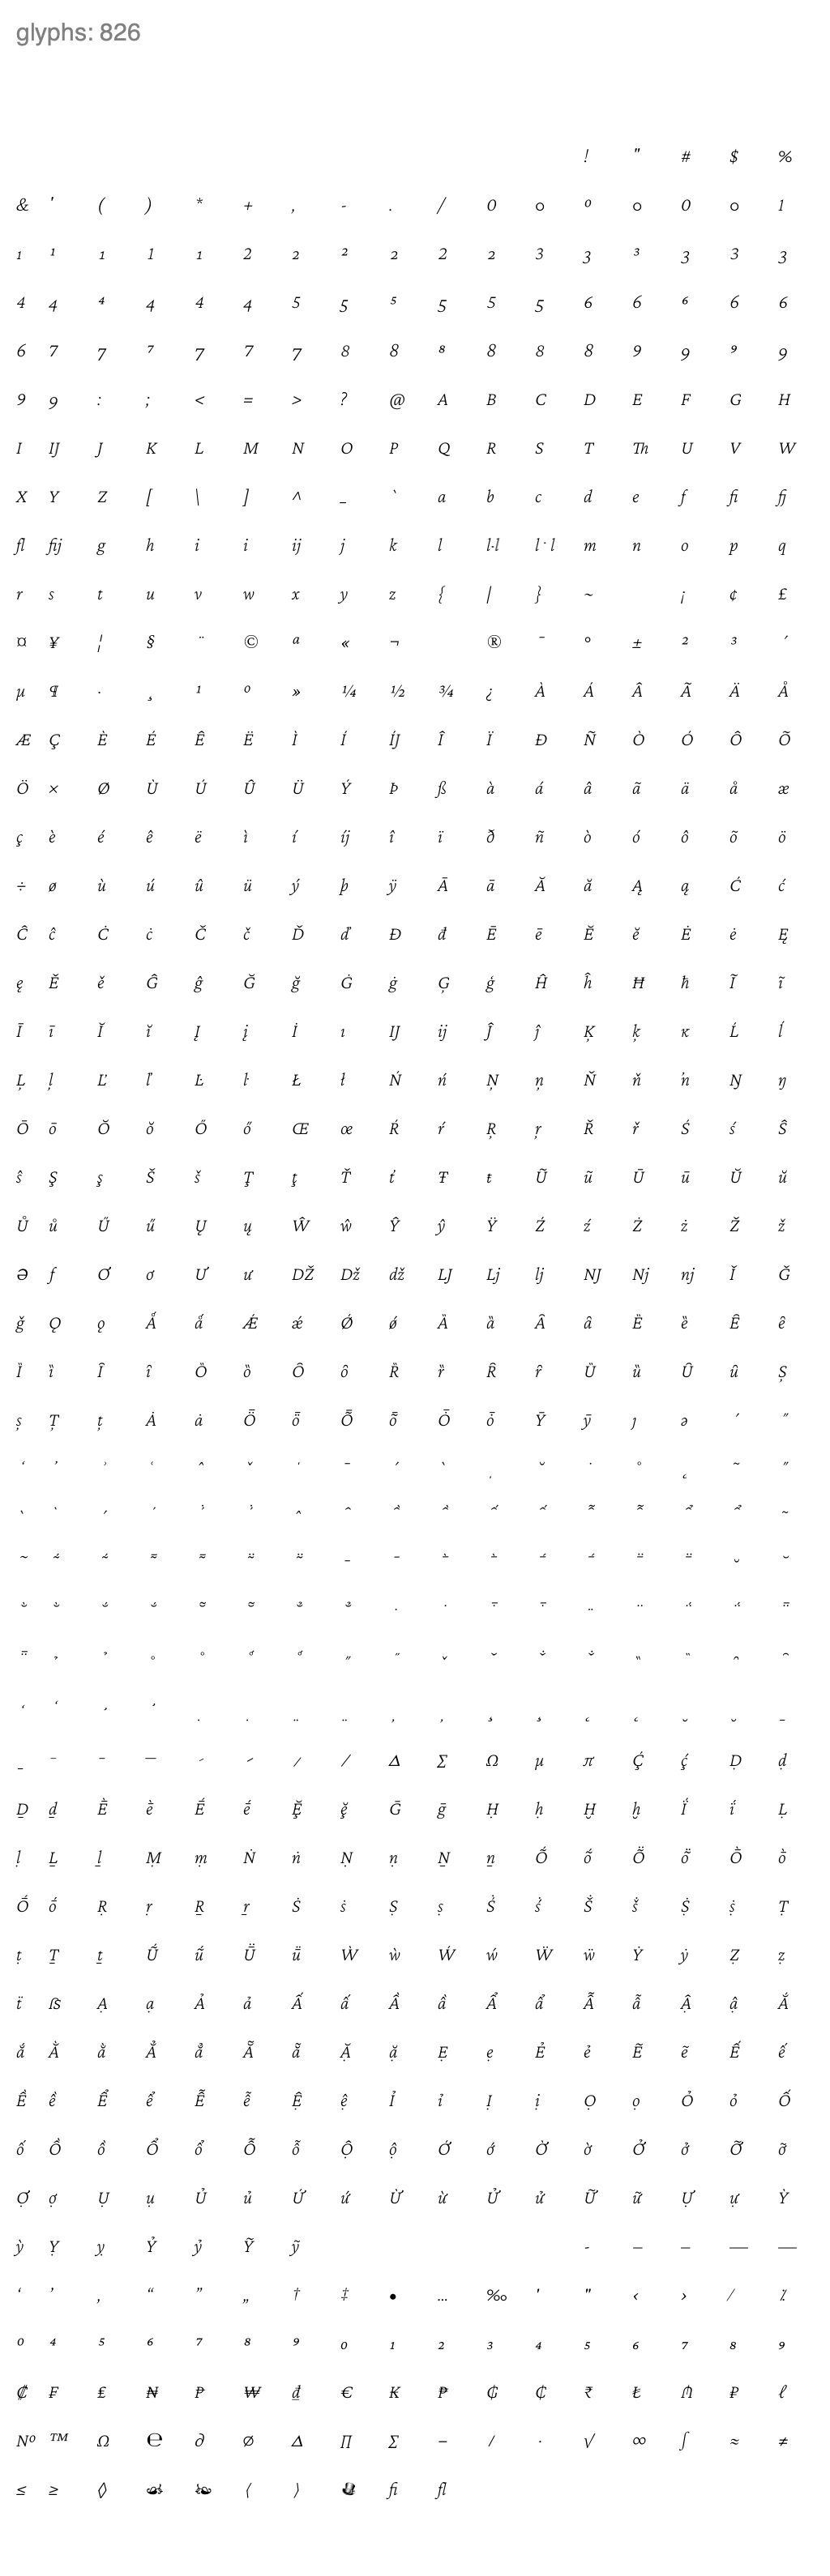 glyphs: 826
! " # $ %
& ' ( ) * + , - . / 0 0 º 0 0 0 1
1 ¹ 1 1 1 2 2 ² 2 2 2 3 3 ³ 3 3 3
4 4 ⁴ 4 4 4 5 5 ⁵ 5 5 5 6 6 ⁶ 6 6
6 7 7 ⁷ 7 7 7 8 8 ⁸ 8 8 8 9 9 ⁹ 9
9 9 : ; < = > ? @ A B C D E F G H
I IJ J K L M N O P Q R S T Th U V W
X Y Z [ \ ] ^ _ ` a b c d e f fi fj
fl fij g h i i ij j k l l·l l·l m n o p q
r s t u v w x y z { | } ~ ¡ ¢ £
¤ ¥ ¦ § ¨ © ª « ¬ ® ¯ ° ± ² ³ ´
µ ¶ · ¸ ¹ º » ¼ ½ ¾ ¿ À Á Â Ã Ä Å
Æ Ç È É Ê Ë Ì Í ÍJ Î Ï Ð Ñ Ò Ó Ô Õ
Ö × Ø Ù Ú Û Ü Ý Þ ß à á â ã ä å æ
ç è é ê ë ì í íj î ï ð ñ ò ó ô õ ö
÷ ø ù ú û ü ý þ ÿ Ā ā Ă ă Ą ą Ć ć
Ĉ ĉ Ċ ċ Č č Ď ď Đ đ Ē ē Ĕ ĕ Ė ė Ę
ę Ě ě Ĝ ĝ Ğ ğ Ġ ġ Ģ ģ Ĥ ĥ Ħ ħ Ĩ ĩ
Ī ī Ĭ ĭ Į į İ ı IJ ij Ĵ ĵ Ķ ķ ĸ Ĺ ĺ
Ļ ļ Ľ ľ Ŀ ŀ Ł ł Ń ń Ņ ņ Ň ň ŉ Ŋ ŋ
Ō ō Ŏ ŏ Ő ő Œ œ Ŕ ŕ Ŗ ŗ Ř ř Ś ś Ŝ
ŝ Ş ş Š š Ţ ţ Ť ť Ŧ ŧ Ũ ũ Ū ū Ŭ ŭ
Ů ů Ű ű Ų ų Ŵ ŵ Ŷ ŷ Ÿ Ź ź Ż ż Ž ž
Ə ƒ Ơ ơ Ư ư DŽ Dž dž LJ Lj lj NJ Nj nj Ǐ Ǧ
ǧ Ǫ ǫ Ǻ ǻ Ǽ ǽ Ǿ ǿ Ȁ ȁ Ȃ ȃ Ȅ ȅ Ȇ ȇ
Ȉ ȉ Ȋ ȋ Ȍ ȍ Ȏ ȏ Ȑ ȑ Ȓ ȓ Ȕ ȕ Ȗ ȗ Ș
ș Ț ț Ȧ ȧ Ȫ ȫ Ȭ ȭ Ȱ ȱ Ȳ ȳ ȷ ə ʹ ʺ
∆ Σ Ω μ π Ḉ ḉ Ḍ ḍ
Ḏ ḏ Ḕ ḕ Ḗ ḗ Ḝ ḝ Ḡ ḡ Ḥ ḥ Ḫ ḫ Ḯ ḯ Ḷ
ḷ Ḻ ḻ Ṃ ṃ Ṅ ṅ Ṇ ṇ Ṉ ṉ Ṍ ṍ Ṏ ṏ Ṑ ṑ
Ṓ ṓ Ṛ ṛ Ṟ ṟ Ṡ ṡ Ṣ ṣ Ṥ ṥ Ṧ ṧ Ṩ ṩ Ṭ
ṭ Ṯ ṯ Ṹ ṹ Ṻ ṻ Ẁ ẁ Ẃ ẃ Ẅ ẅ Ẏ ẏ Ẓ ẓ
ẗ ẞ Ạ ạ Ả ả Ấ ấ Ầ ầ Ẩ ẩ Ẫ ẫ Ậ ậ Ắ
ắ Ằ ằ Ẳ ẳ Ẵ ẵ Ặ ặ Ẹ ẹ Ẻ ẻ Ẽ ẽ Ế ế
Ề ề Ể ể Ễ ễ Ệ ệ Ỉ ỉ Ị ị Ọ ọ Ỏ ỏ Ố
ố Ồ ồ Ổ ổ Ỗ ỗ Ộ ộ Ớ ớ Ờ ờ Ở ở Ỡ ỡ
Ợ ợ Ụ ụ Ủ ủ Ứ ứ Ừ ừ Ử ử Ữ ữ Ự ự Ỳ
ỳ Ỵ ỵ Ỷ ỷ Ỹ ỹ ‐ ‒ – — ―
‘ ’ ‚ “ ” „ † ‡ • … ‰ ′ ″ ‹ › ⁄ ⁒
⁰ ⁴ ⁵ ⁶ ⁷ ⁸ ⁹ ₀ ₁ ₂ ₃ ₄ ₅ ₆ ₇ ₈ ₉
₡ ₣ ₤ ₦ ₧ ₩ ₫ € ₭ ₱ ₲ ₵ ₹ ₺ ₼ ₽ ℓ
№ ™ Ω ℮ ∂ ∅ ∆ ∏ ∑ − ∕ ∙ √ ∞ ∫ ≈ ≠
≤ ≥ ◊ ☙ ❧ ⟨ ⟩ fi fl